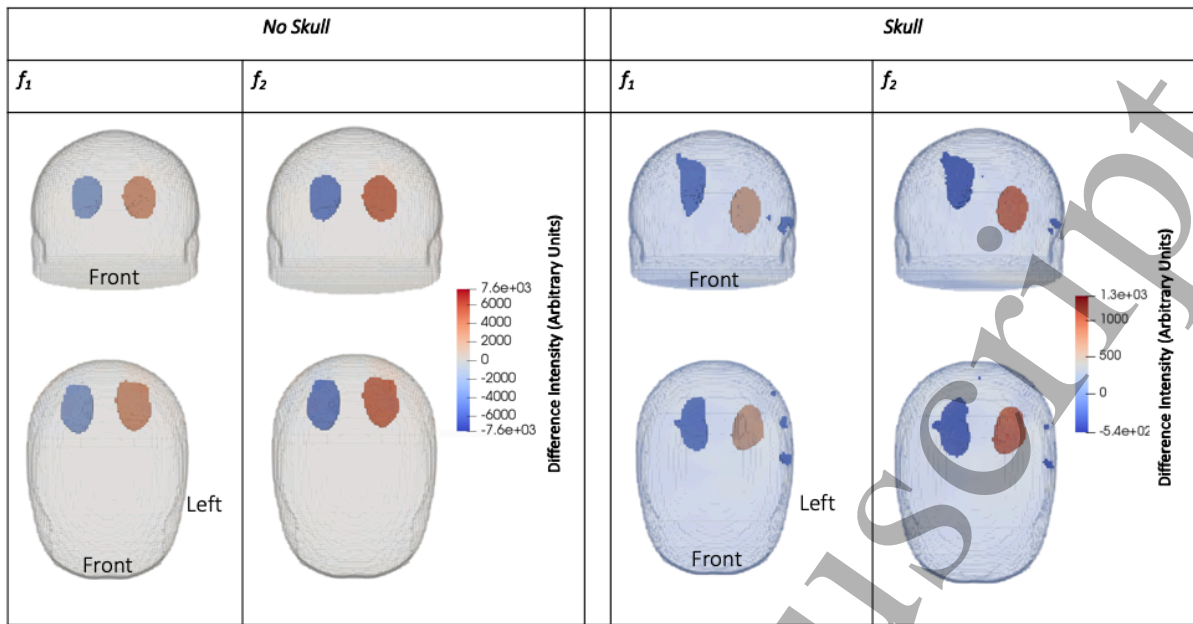 No Skull
Skull
f₁
f₂
f₁
f₂
Front
Front
Left
Difference Intensity (Arbitrary Units)
7.6e+03
6000
4000
2000
0
-2000
-4000
-6000
-7.6e+03
Front
Front
Left
Difference Intensity (Arbitrary Units)
1.3e+03
1000
500
0
-5.4e+02
uscript